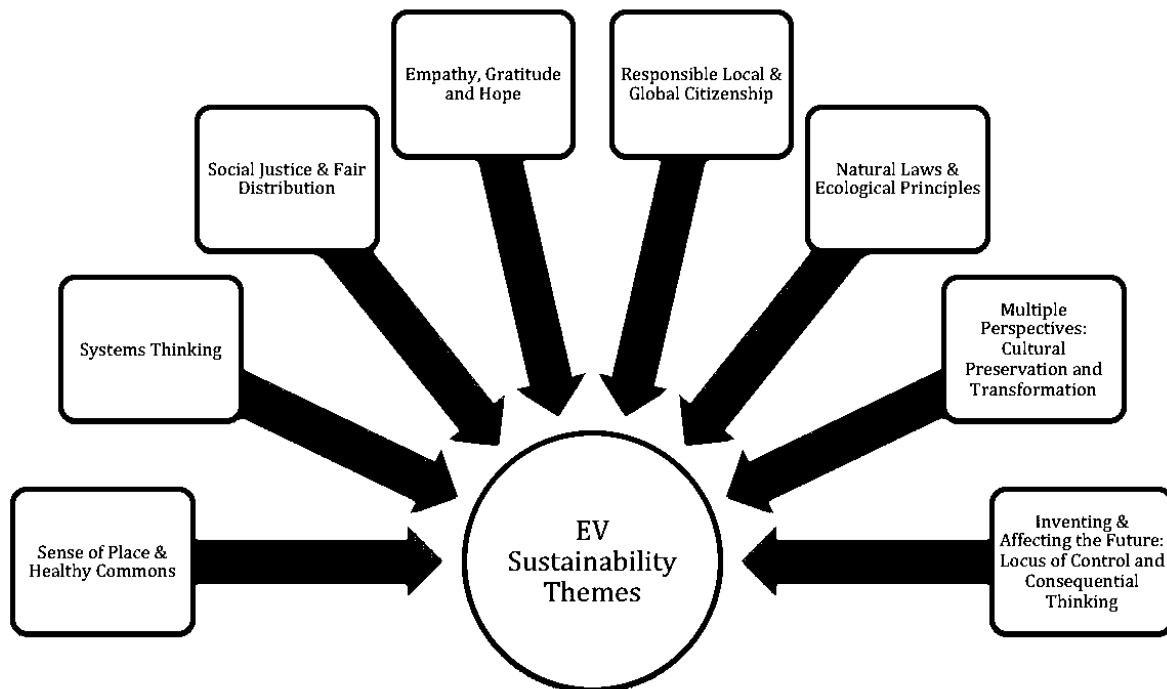 Empathy, Gratitude
and Hope
Responsible Local &
Global Citizenship
Social Justice & Fair
Distribution
Natural Laws &
Ecological Principles
Systems Thinking
Multiple
Perspectives:
Cultural
Preservation and
Transformation
Sense of Place &
Healthy Commons
EV
Sustainability
Themes
Inventing &
Affecting the Future:
Locus of Control and
Consequential
Thinking